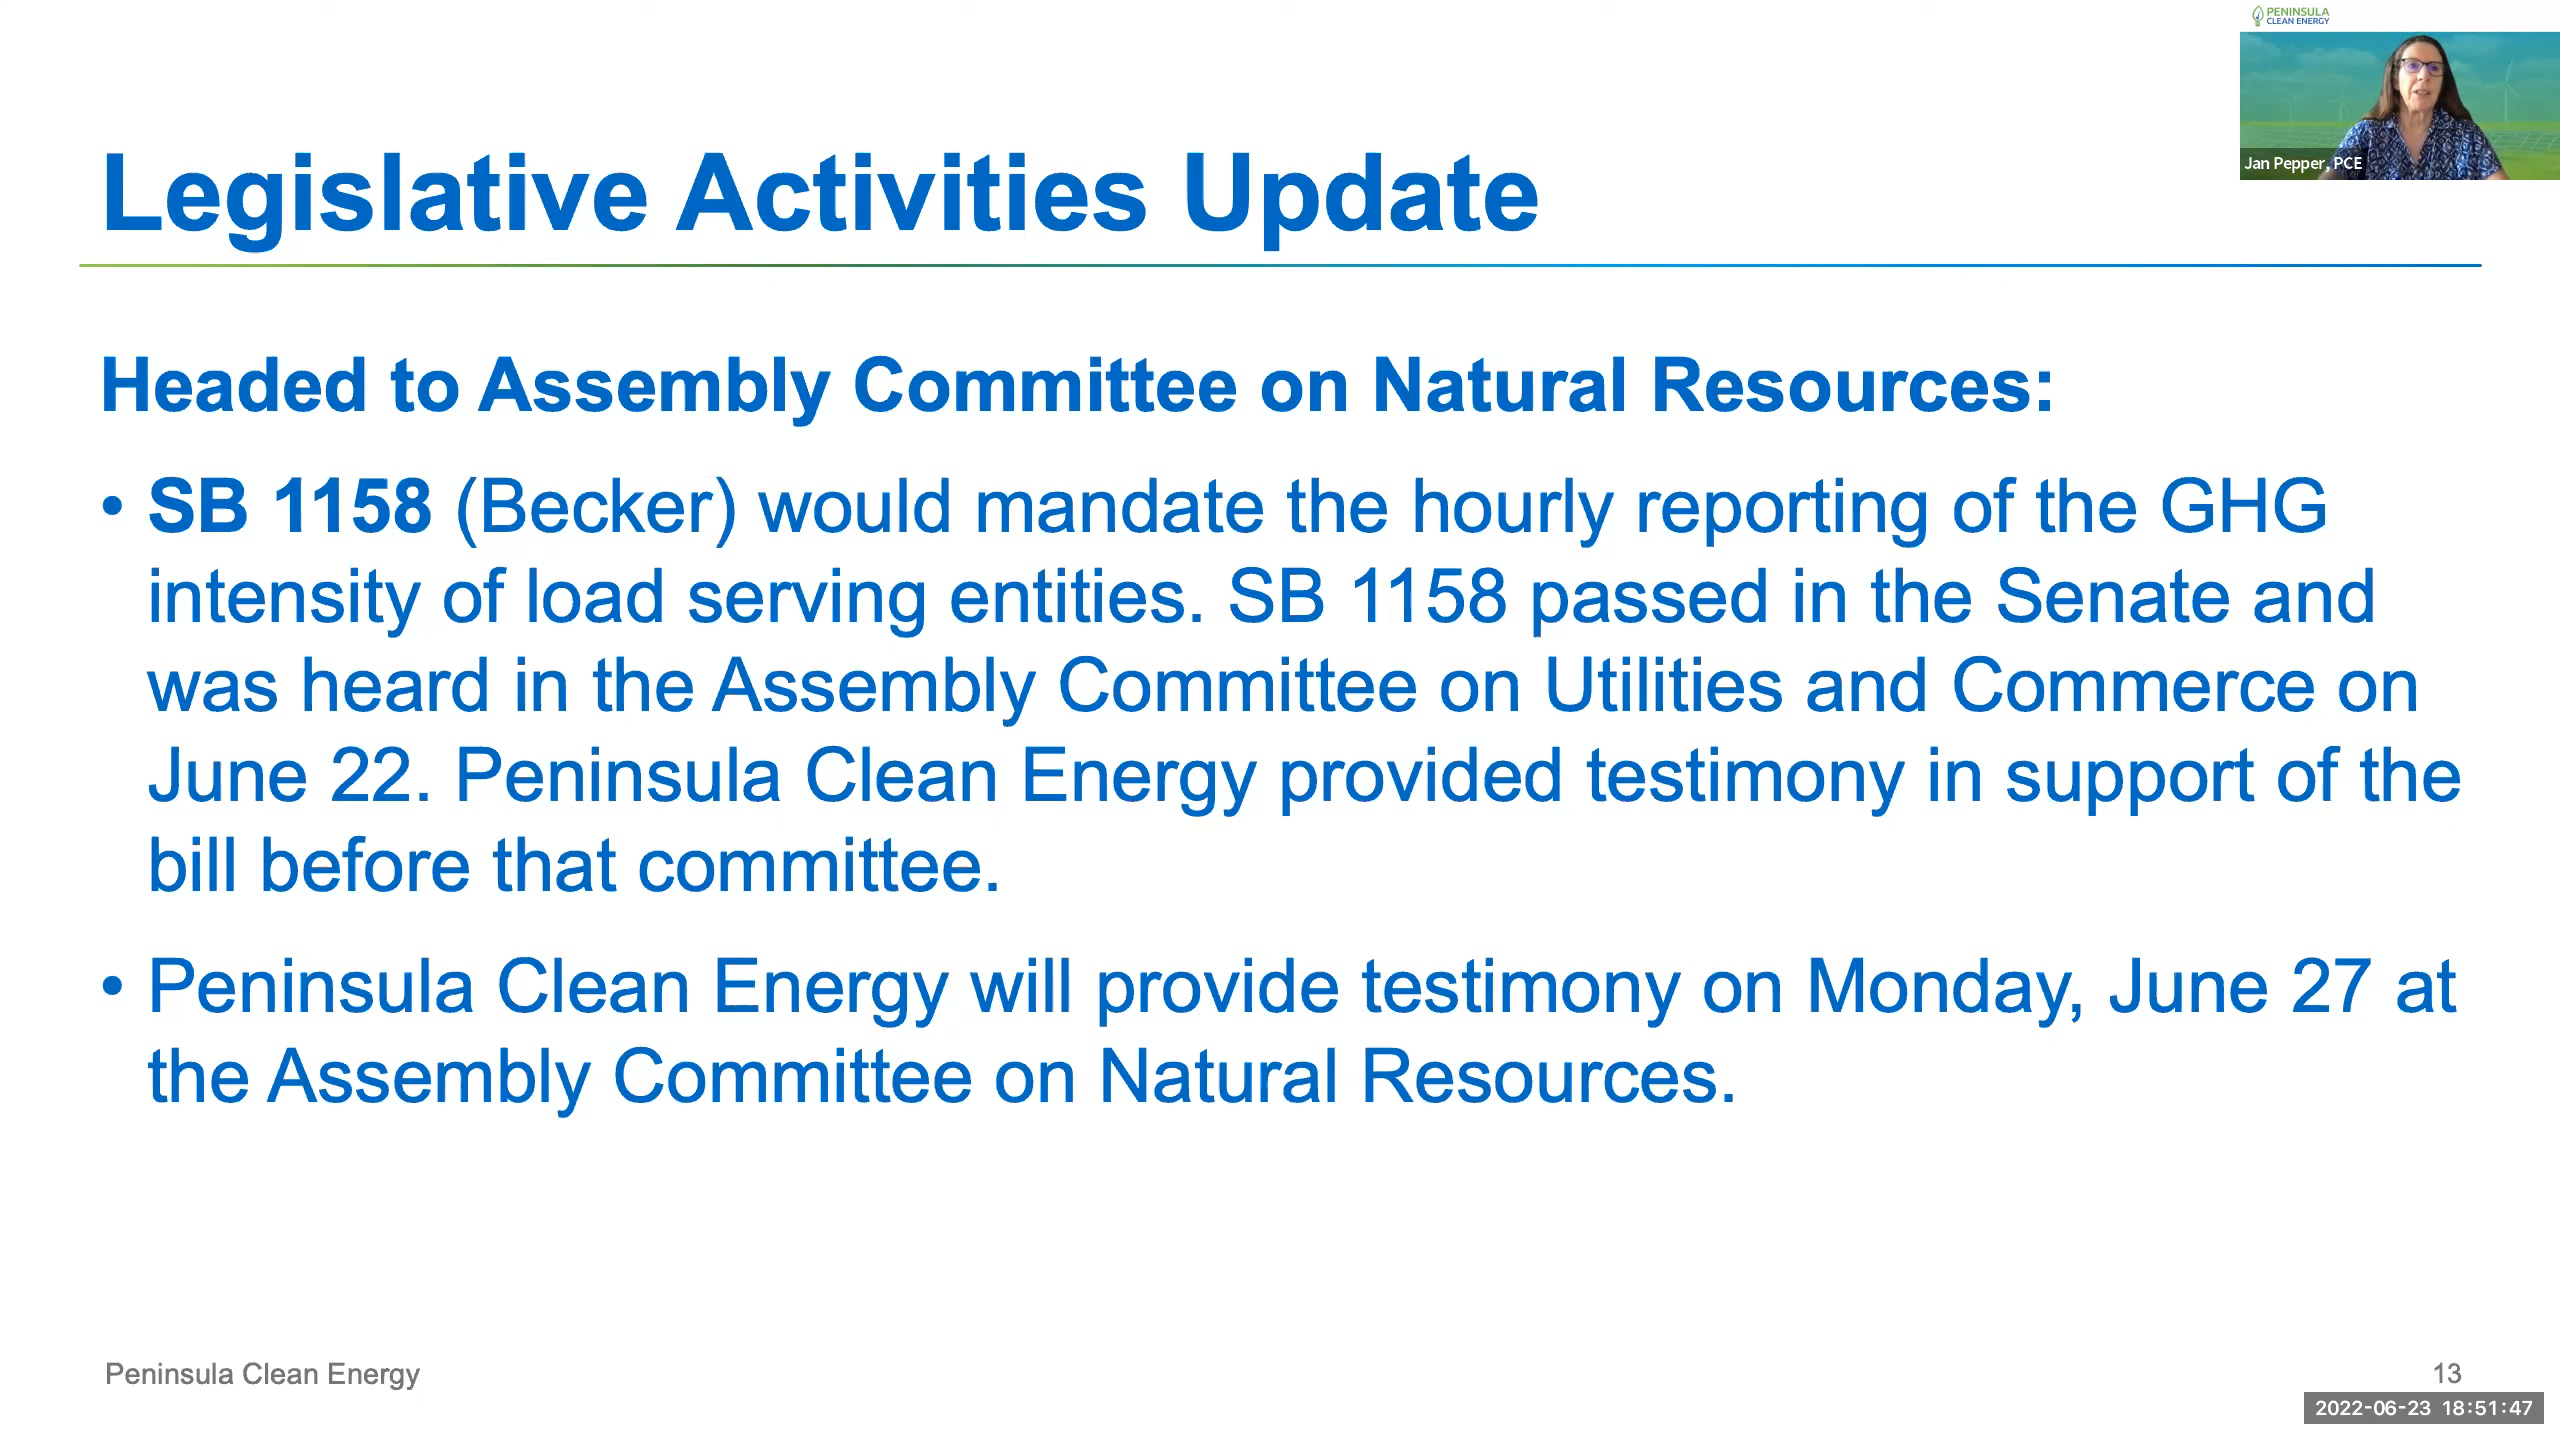 PENINSULA
CLEAN ENERGY
Jan Pepper, PCE
Legislative Activities Update
Headed to Assembly Committee on Natural Resources:
• SB 1158 (Becker) would mandate the hourly reporting of the GHG
intensity of load serving entities. SB 1158 passed in the Senate and
was heard in the Assembly Committee on Utilities and Commerce on
June 22. Peninsula Clean Energy provided testimony in support of the
bill before that committee.
• Peninsula Clean Energy will provide testimony on Monday, June 27 at
the Assembly Committee on Natural Resources.
Peninsula Clean Energy
13
2022-06-23 18:51:47